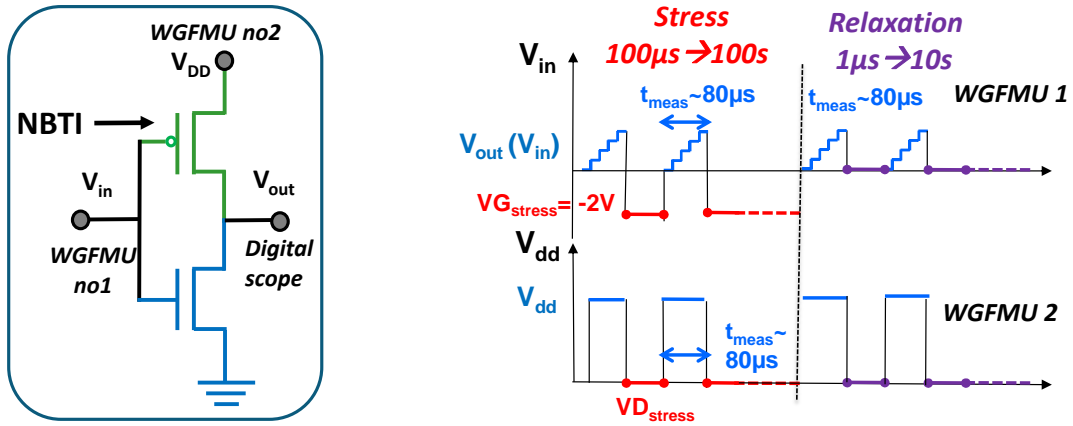 WGFMU no2
VDD
NBTI
Vin
Vout
WGFMU
no1
Digital
scope
Stress
100µs→100s
Relaxation
1µs→10s
Vin
tmeas~80µs
tmeas~80µs
WGFMU 1
Vout (Vin)
VGstress= -2V
Vdd
Vdd
tmeas~
80µs
WGFMU 2
VDstress